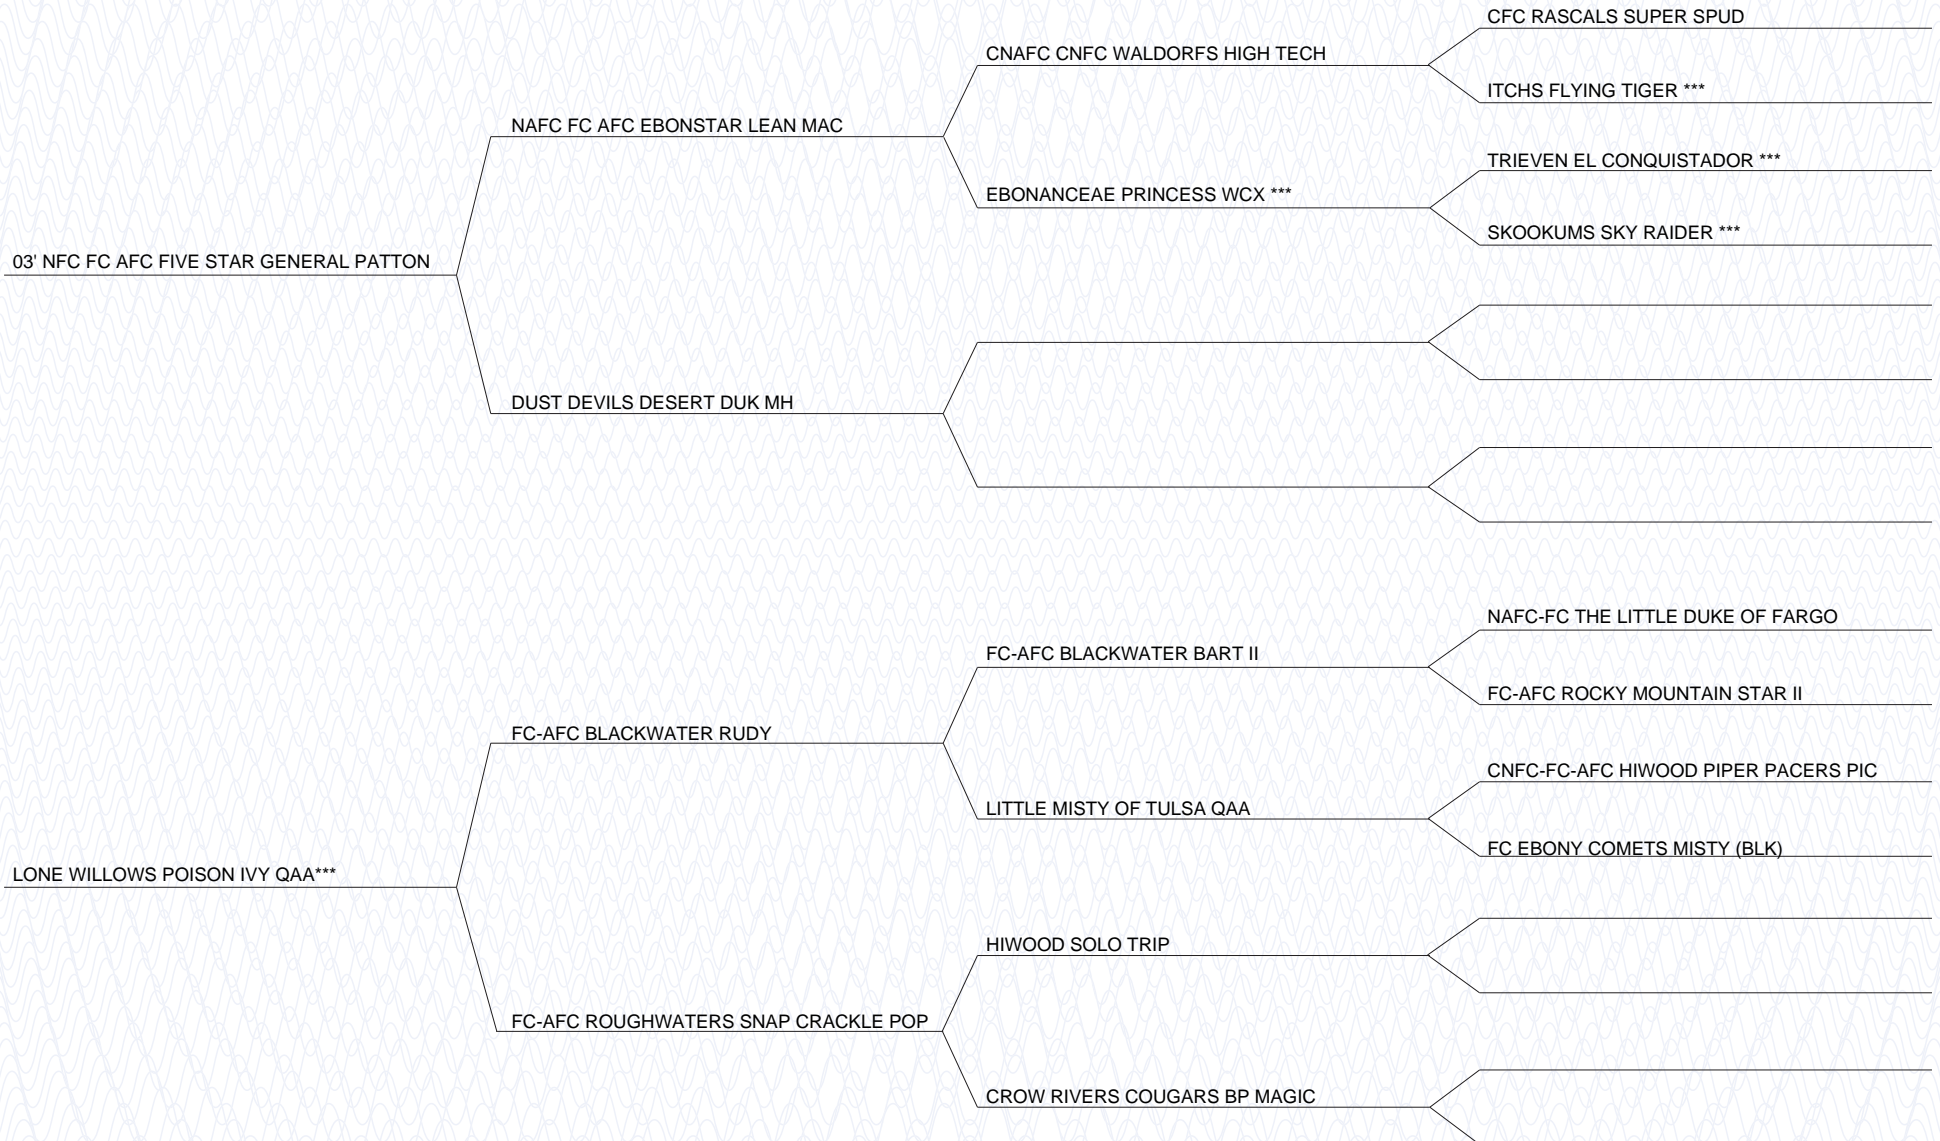 CFC RASCALS SUPER SPUD
CNAFC CNFC WALDORFS HIGH TECH
ITCHS FLYING TIGER ***
NAFC FC AFC EBONSTAR LEAN MAC
TRIEVEN EL CONQUISTADOR ***
EBONANCEAE PRINCESS WCX ***
SKOOKUMS SKY RAIDER ***
03' NFC FC AFC FIVE STAR GENERAL PATTON
DUST DEVILS DESERT DUK MH
NAFC-FC THE LITTLE DUKE OF FARGO
FC-AFC BLACKWATER BART II
FC-AFC ROCKY MOUNTAIN STAR II
FC-AFC BLACKWATER RUDY
CNFC-FC-AFC HIWOOD PIPER PACERS PIC
LITTLE MISTY OF TULSA QAA
FC EBONY COMETS MISTY (BLK)
LONE WILLOWS POISON IVY QAA***
HIWOOD SOLO TRIP
FC-AFC ROUGHWATERS SNAP CRACKLE POP
CROW RIVERS COUGARS BP MAGIC